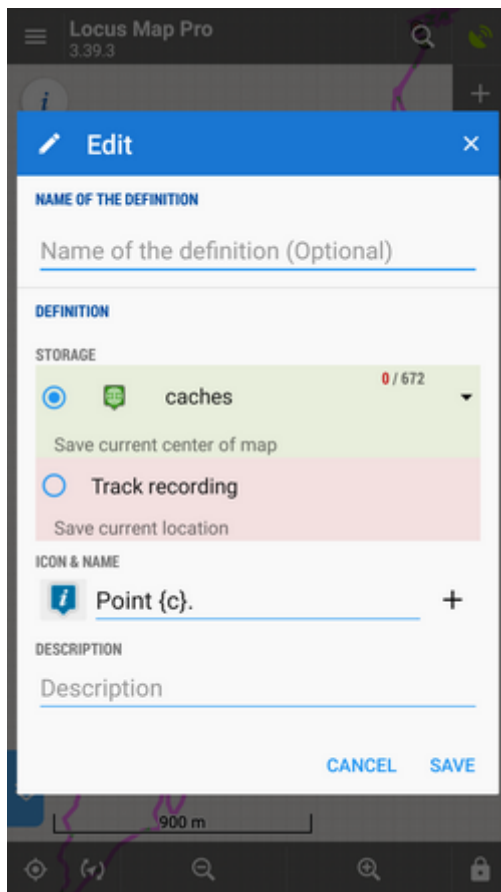 Locus Map Pro
3.39.3
Edit
NAME OF THE DEFINITION
Name of the definition (Optional)
DEFINITION
STORAGE
0 / 672
caches
Save current center of map
Track recording
Save current location
ICON & NAME
Point {c}.
DESCRIPTION
Description
CANCEL SAVE
900 m